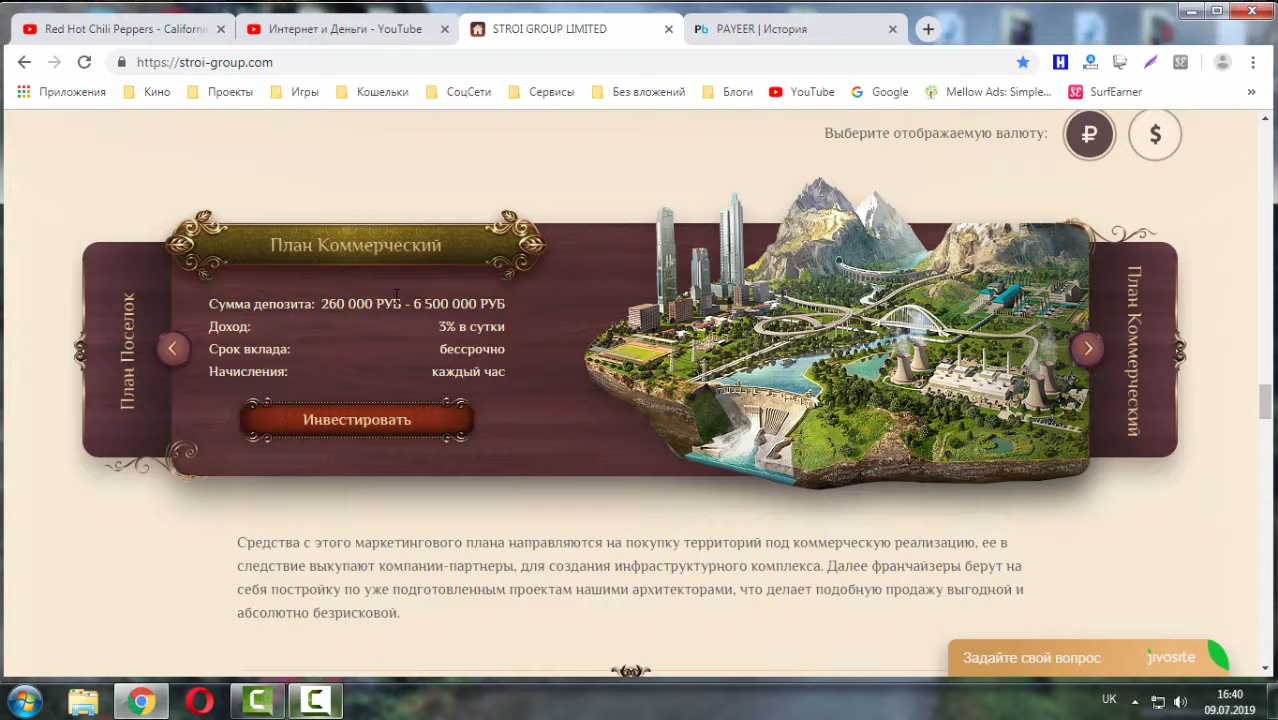 Red Hot Chili Peppers - Californic
Интернет и Деньги - YouTube
STROI GROUP LIMITED
Pb PAYEER | История
https://stroi-group.com
Приложения
Кино
Проекты
Игры
Кошельки
СоцСети
Сервисы
Без вложений
Блоги
YouTube
Google
Mellow Ads: Simple...
SurfEarner
Выберите отображаемую валюту:
₽ $
План Коммерческий
План Поселок
План Коммерческий
Сумма депозита: 260 000 РУБ - 6 500 000 РУБ
Доход: 3% в сутки
Срок вклада: бессрочно
Начисления: каждый час
Инвестировать
Средства с этого маркетингового плана направляются на покупку территорий под коммерческую реализацию, ее в
следствие выкупают компании-партнеры, для создания инфраструктурного комплекса. Далее франчайзеры берут на
себя постройку по уже подготовленным проектам нашими архитекторами, что делает подобную продажу выгодной и
абсолютно безрисковой.
Задайте свой вопрос jivosite
UK
16:40
09.07.2019